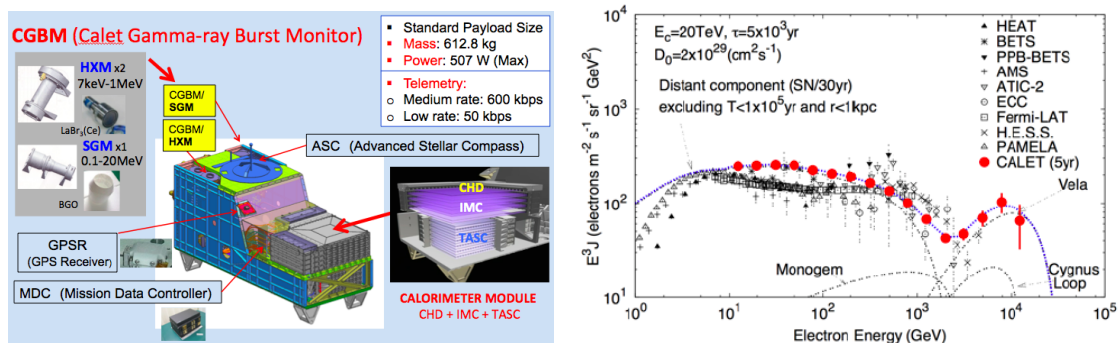 CGBM (Calet Gamma-ray Burst Monitor)
HXM x2
7keV-1MeV
LaBr3(Ce)
SGM x1
0.1-20MeV
BGO
CGBM/
SGM
CGBM/
HXM
Standard Payload Size
Mass: 612.8 kg
Power: 507 W (Max)
Telemetry:
Medium rate: 600 kbps
Low rate: 50 kbps
ASC (Advanced Stellar Compass)
CHD
IMC
TASC
GPSR
(GPS Receiver)
MDC (Mission Data Controller)
CALORIMETER MODULE
CHD + IMC + TASC
E³J (electrons m⁻² s⁻¹ sr⁻¹ GeV²)
10³
10²
10¹
Ec=20TeV, τ=5x10³yr
D0=2x10²⁹(cm²s⁻¹)
Distant component (SN/30yr)
excluding T<1x10⁵yr and r<1kpc
HEAT
BETS
PPB-BETS
AMS
ATIC-2
ECC
Fermi-LAT
H.E.S.S.
PAMELA
CALET (5yr)
Vela
Monogem
Cygnus
Loop
10⁰ 10¹ 10² 10³ 10⁴ 10⁵
Electron Energy (GeV)